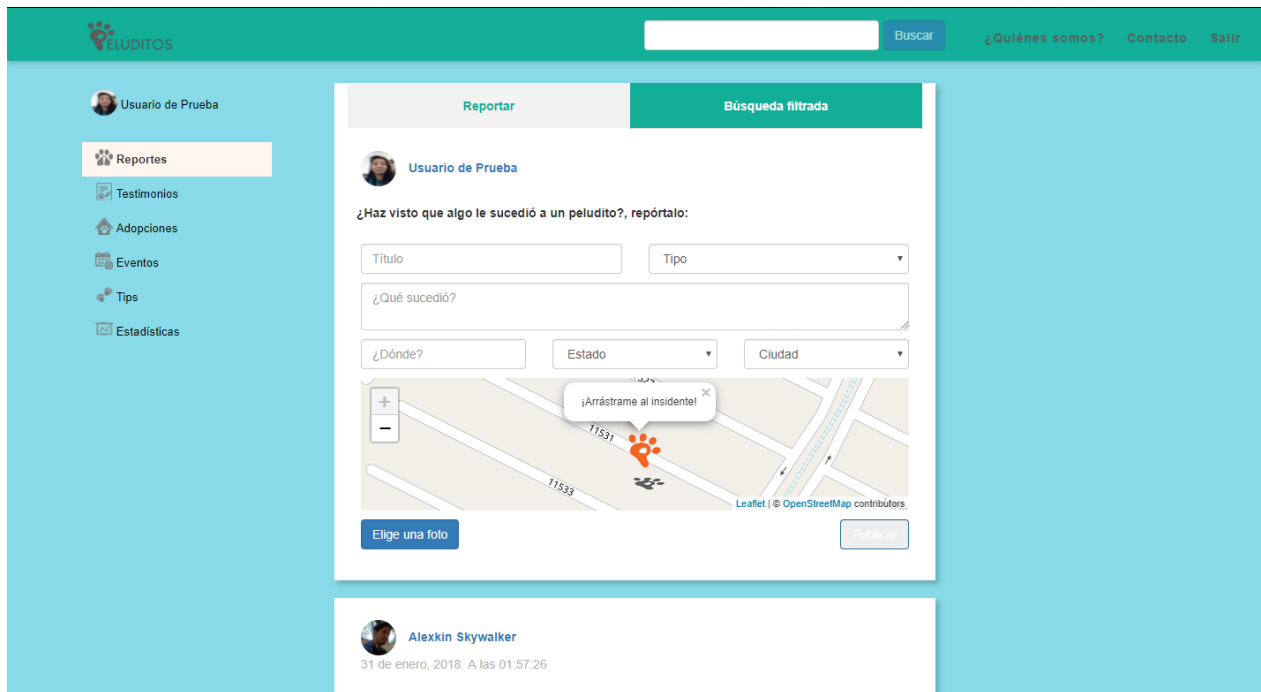 PELUDITOS
Buscar
¿Quiénes somos?
Contacto
Salir
Usuario de Prueba
Reportes
Testimonios
Adopciones
Eventos
Tips
Estadísticas
Reportar
Búsqueda filtrada
Usuario de Prueba
¿Haz visto que algo le sucedió a un peludito?, repórtalo:
Título
Tipo
¿Qué sucedió?
¿Dónde?
Estado
Ciudad
+
−
¡Arrástrame al insidente!
×
11531
11533
Leaflet | © OpenStreetMap contributors
Elige una foto
Publicar
Alexkin Skywalker
31 de enero, 2018. A las 01:57:26